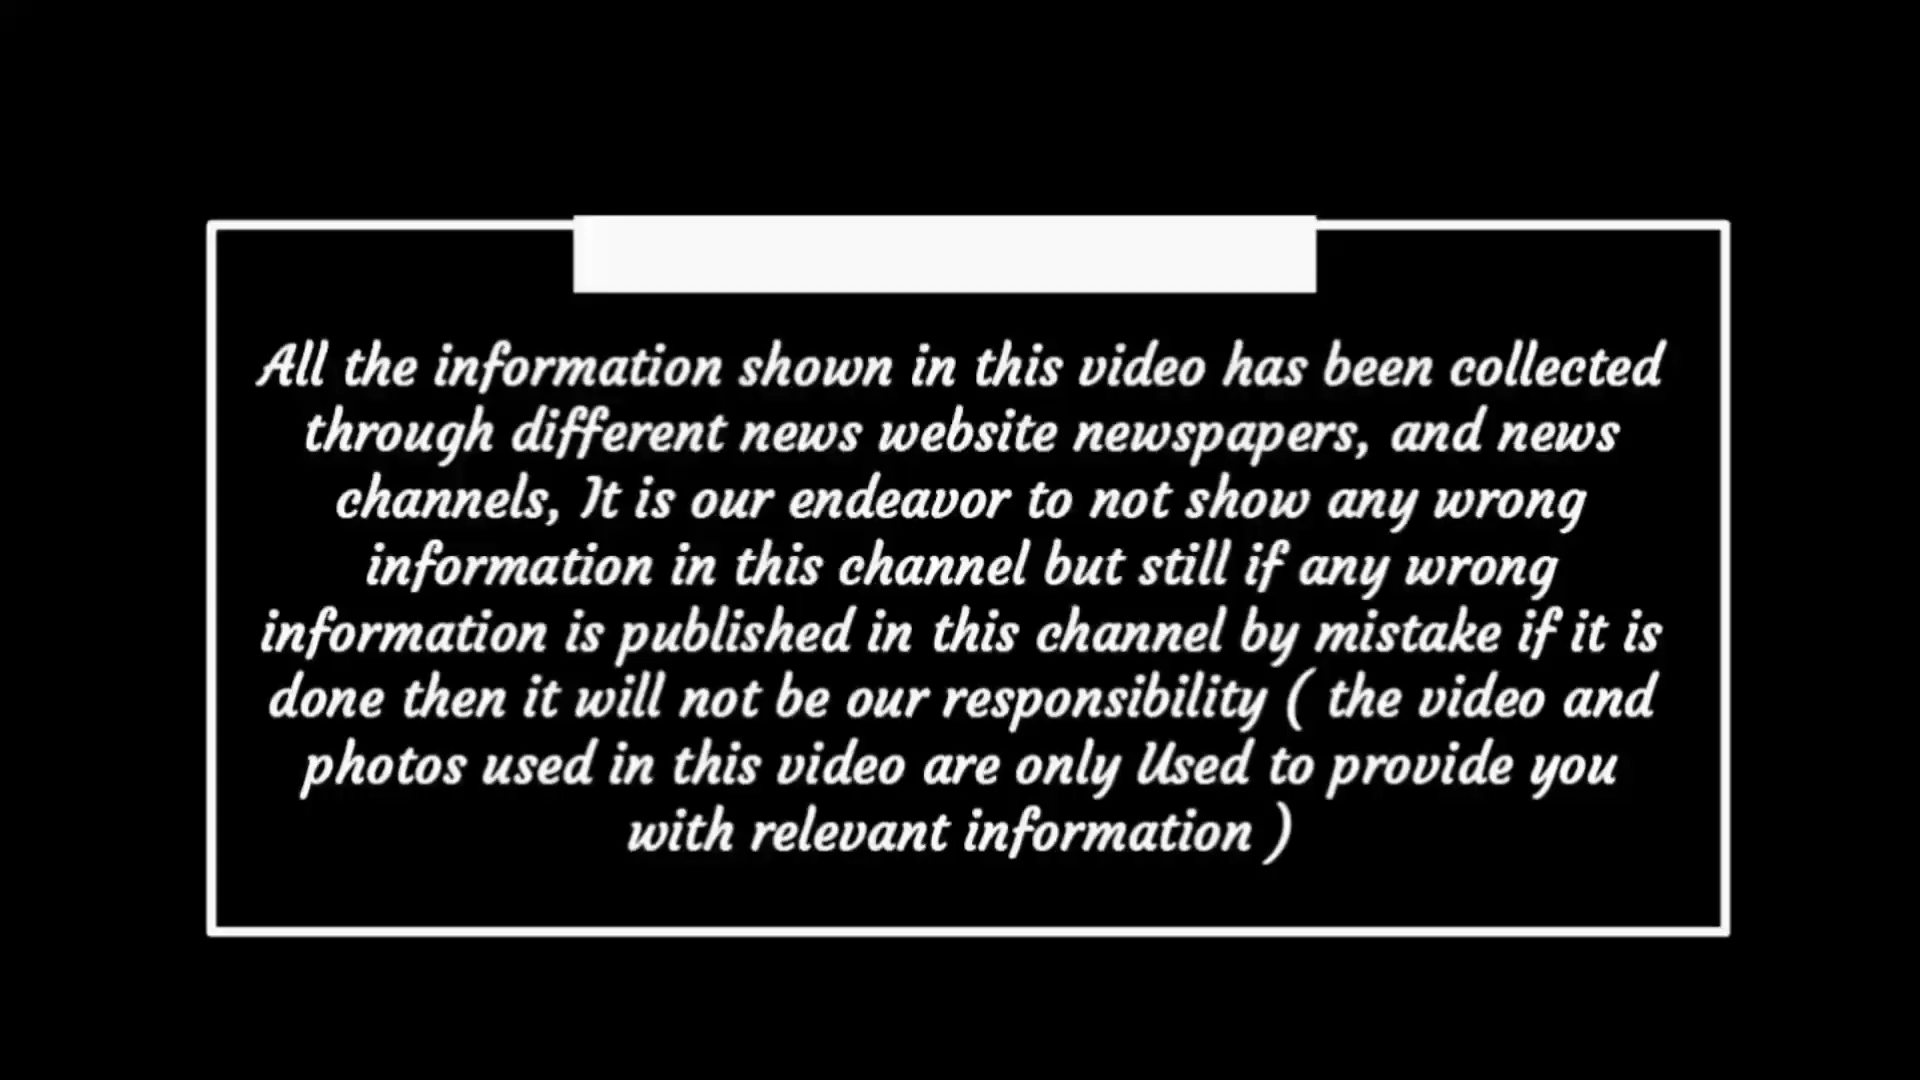 All the information shown in this video has been collected
through different news website newspapers, and news
channels, It is our endeavor to not show any wrong
information in this channel but still if any wrong
information is published in this channel by mistake if it is
done then it will not be our responsibility ( the video and
photos used in this video are only Used to provide you
with relevant information )